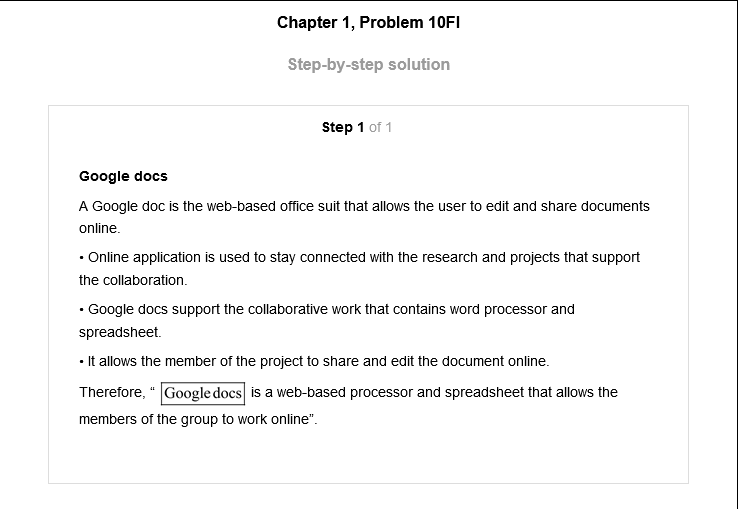 Chapter 1, Problem 10FI
Step-by-step solution
Step 1 of 1
Google docs
A Google doc is the web-based office suit that allows the user to edit and share documents
online.
• Online application is used to stay connected with the research and projects that support
the collaboration.
• Google docs support the collaborative work that contains word processor and
spreadsheet.
• It allows the member of the project to share and edit the document online.
Therefore, “ Google docs is a web-based processor and spreadsheet that allows the
members of the group to work online”.